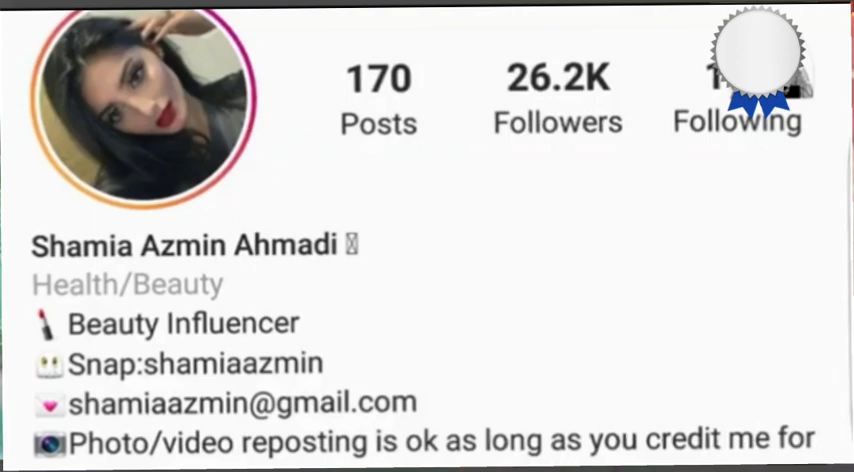 170 26.2K
Posts Followers Following
Shamia Azmin Ahmadi
Health/Beauty
Beauty Influencer
Snap:shamiaazmin
shamiaazmin@gmail.com
Photo/video reposting is ok as long as you credit me for